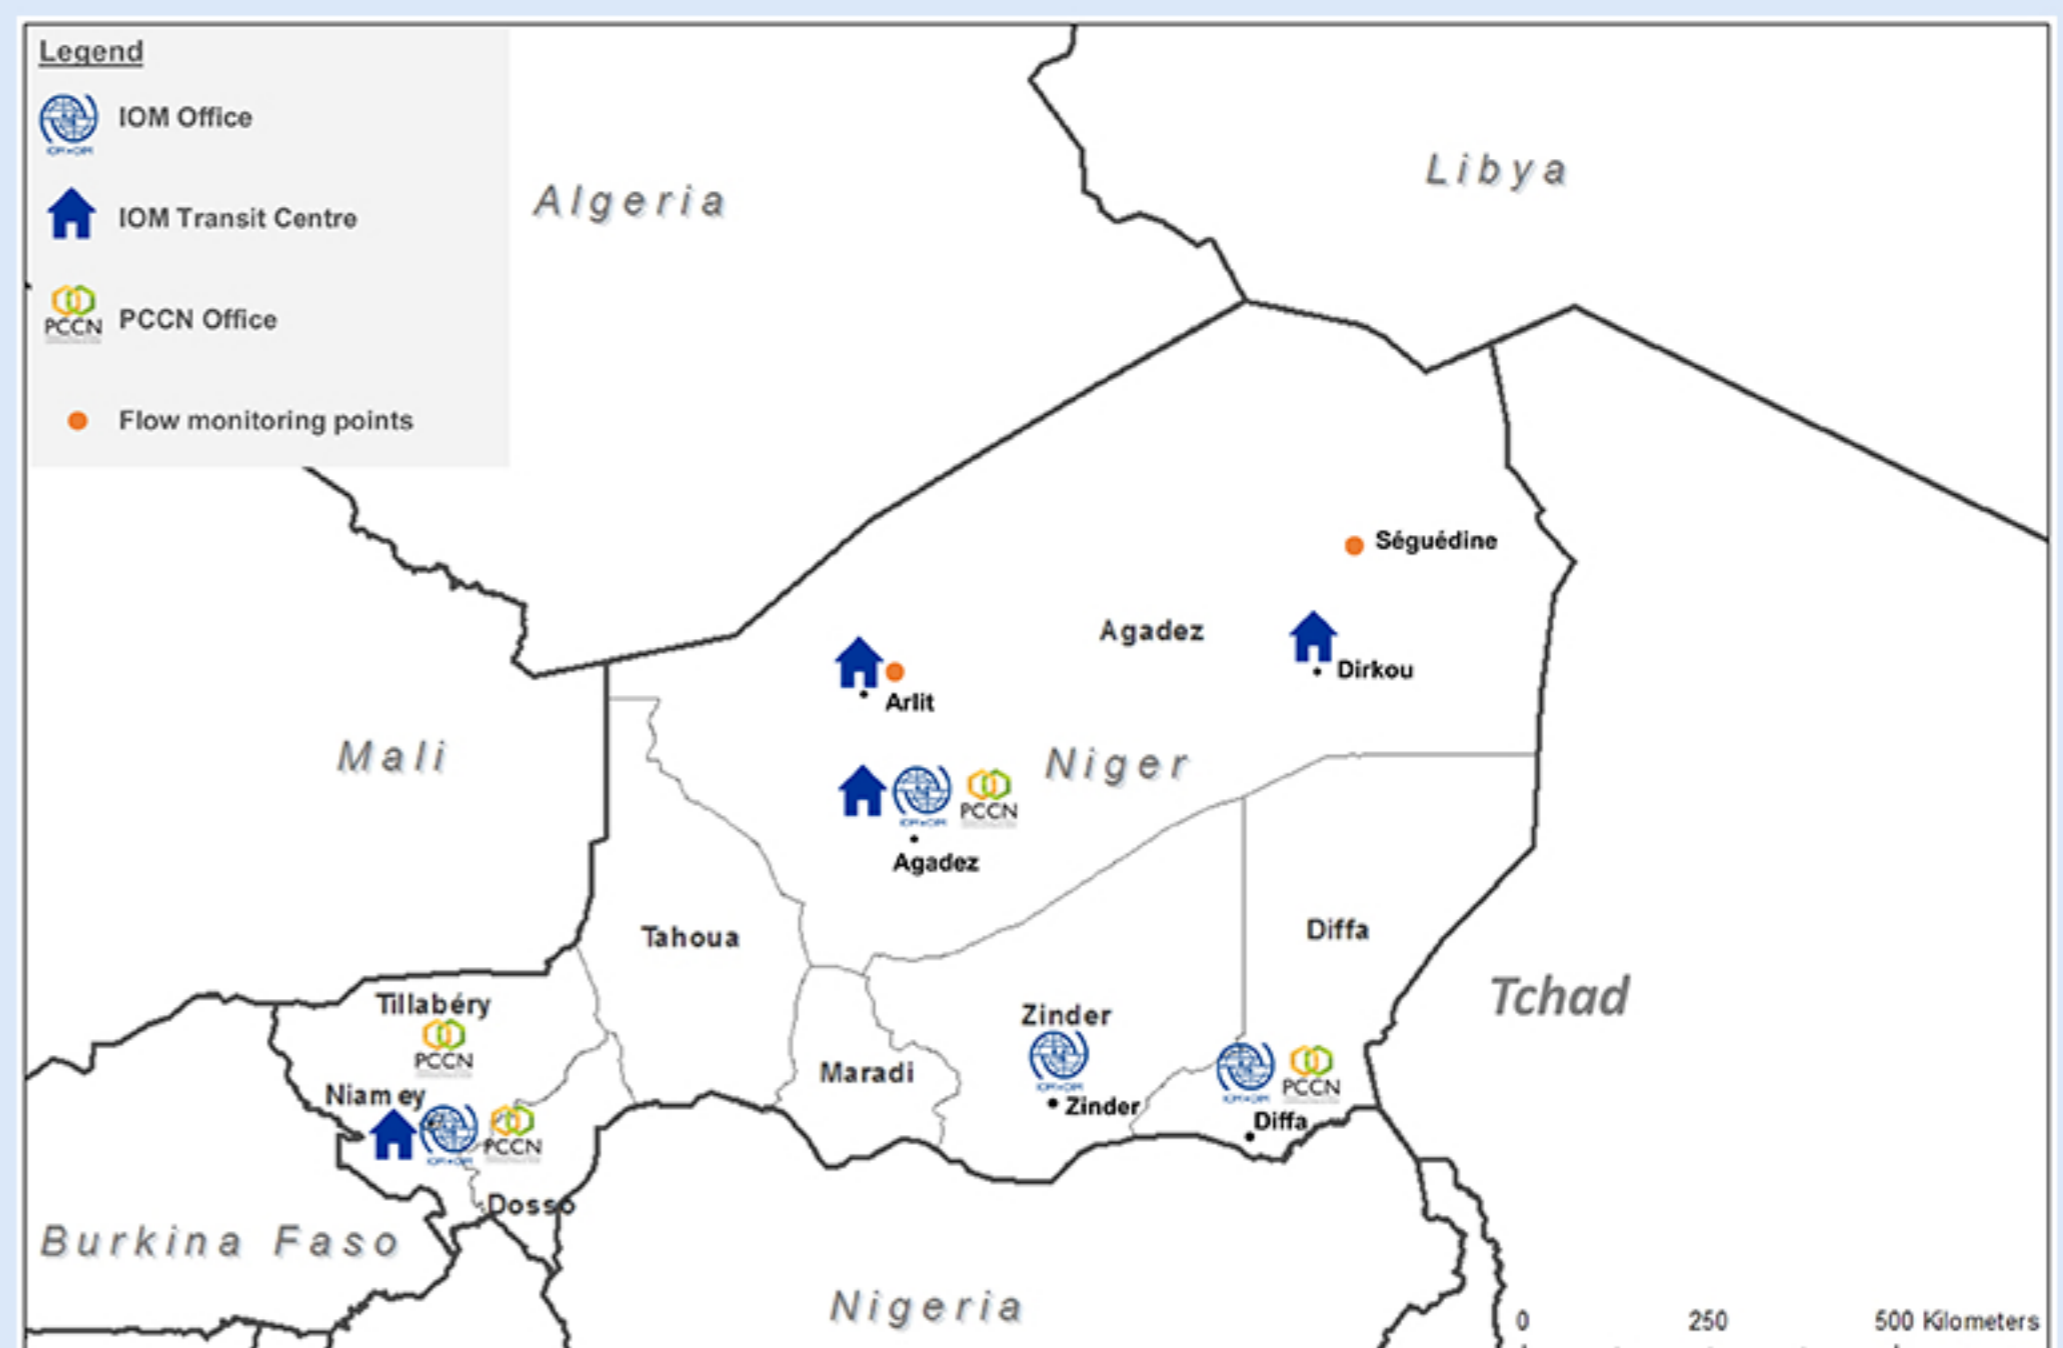 Legend
IOM Office
IOM Transit Centre
PCCN
PCCN Office
Flow monitoring points
Algeria
Libya
Séguédine
Agadez
Dirkou
Arlit
Mali
Niger
PCCN
Agadez
Tahoua
Diffa
Tchad
Tillabéry
PCCN
Zinder
Maradi
PCCN
Niamey
Zinder
Diffa
PCCN
Dosso
Burkina Faso
Nigeria
0 250 500 Kilometers